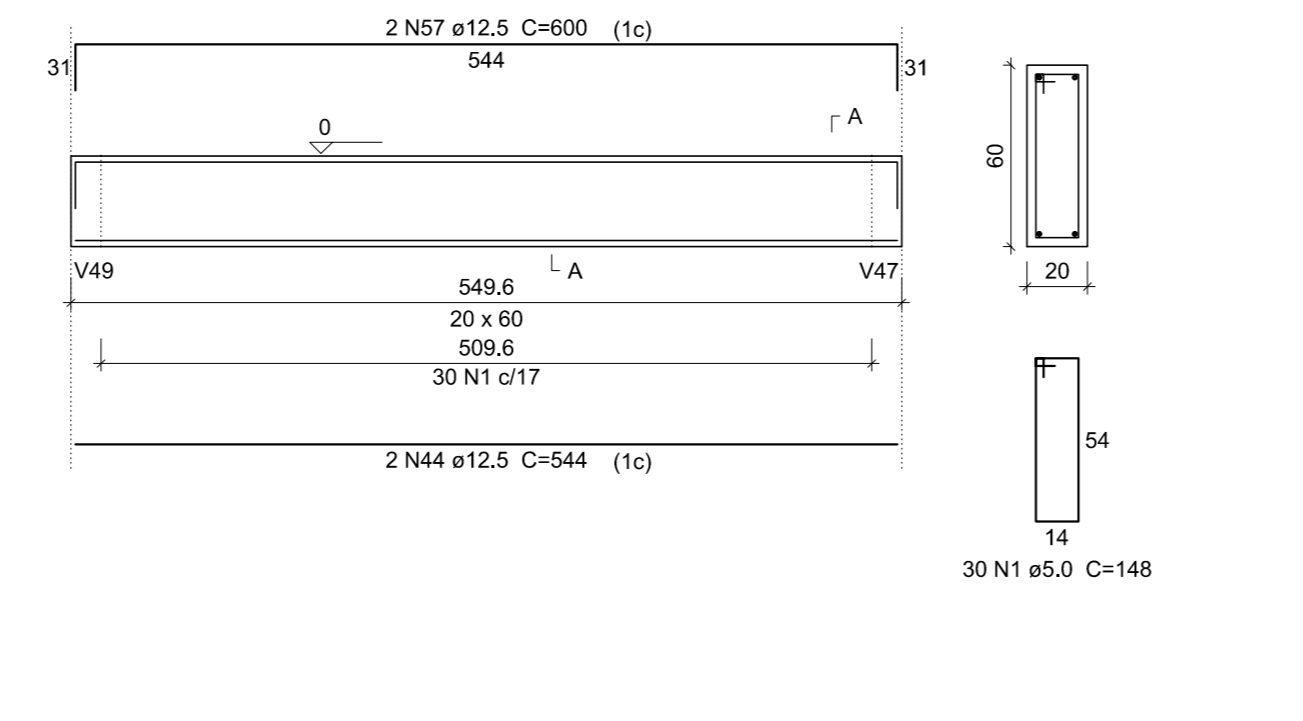 2 N57 ø12.5 C=600 (1c)
31
544
31
0
A
60
V49
A
V47
20
549.6
20 x 60
509.6
30 N1 c/17
54
2 N44 ø12.5 C=544 (1c)
14
30 N1 ø5.0 C=148